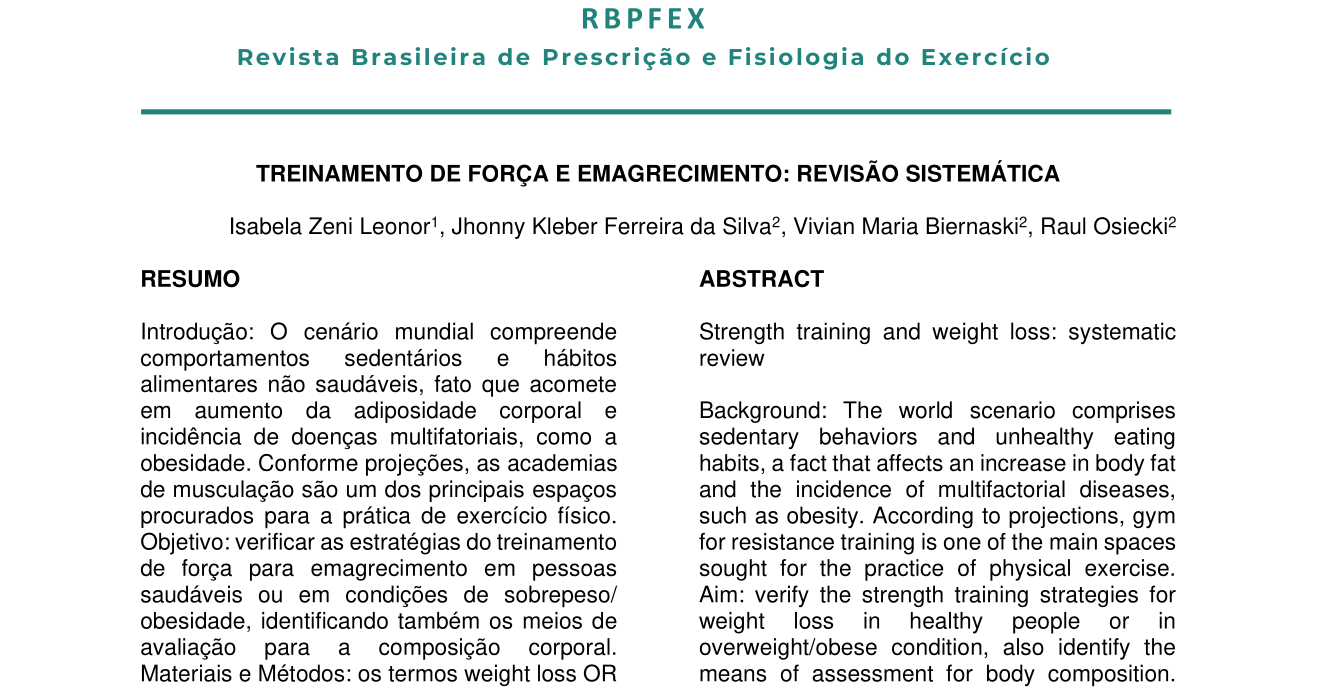 RBPFEX
Revista Brasileira de Prescrição e Fisiologia do Exercício
TREINAMENTO DE FORÇA E EMAGRECIMENTO: REVISÃO SISTEMÁTICA
Isabela Zeni Leonor¹, Jhonny Kleber Ferreira da Silva², Vivian Maria Biernaski², Raul Osiecki²
RESUMO
Introdução: O cenário mundial compreende
comportamentos sedentários e hábitos
alimentares não saudáveis, fato que acomete
em aumento da adiposidade corporal e
incidência de doenças multifatoriais, como a
obesidade. Conforme projeções, as academias
de musculação são um dos principais espaços
procurados para a prática de exercício físico.
Objetivo: verificar as estratégias do treinamento
de força para emagrecimento em pessoas
saudáveis ou em condições de sobrepeso/
obesidade, identificando também os meios de
avaliação para a composição corporal.
Materiais e Métodos: os termos weight loss OR
ABSTRACT
Strength training and weight loss: systematic
review
Background: The world scenario comprises
sedentary behaviors and unhealthy eating
habits, a fact that affects an increase in body fat
and the incidence of multifactorial diseases,
such as obesity. According to projections, gym
for resistance training is one of the main spaces
sought for the practice of physical exercise.
Aim: verify the strength training strategies for
weight loss in healthy people or in
overweight/obese condition, also identify the
means of assessment for body composition.